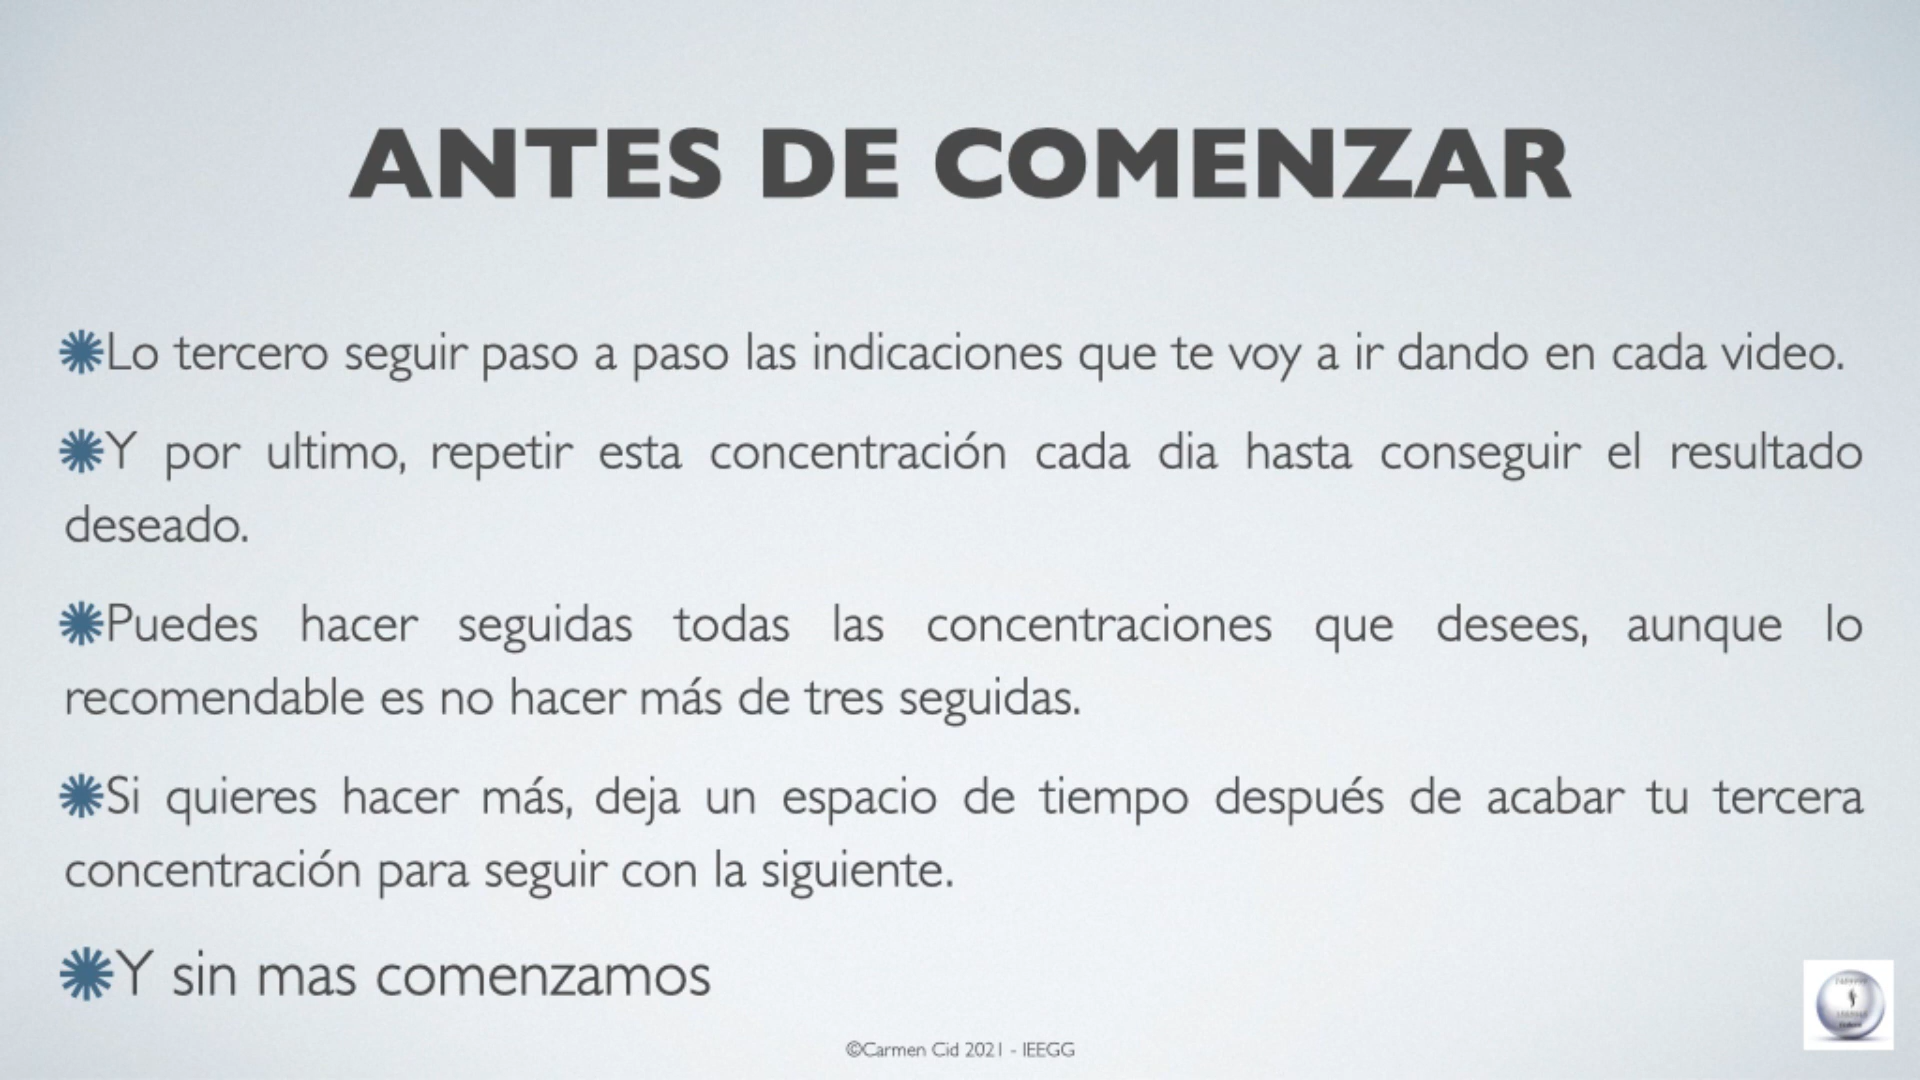 ANTES DE COMENZAR
Lo tercero seguir paso a paso las indicaciones que te voy a ir dando en cada video.
Y por ultimo, repetir esta concentración cada dia hasta conseguir el resultado
deseado.
Puedes hacer seguidas todas las concentraciones que desees, aunque lo
recomendable es no hacer más de tres seguidas.
Si quieres hacer más, deja un espacio de tiempo después de acabar tu tercera
concentración para seguir con la siguiente.
Y sin mas comenzamos
©Carmen Cid 2021 - IEEGG